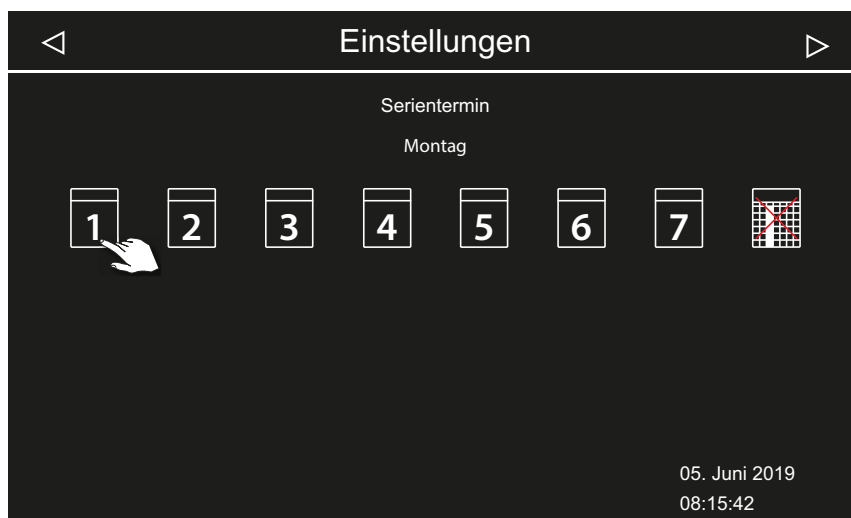 Einstellungen
Serientermin
Montag
1 2 3 4 5 6 7
05. Juni 2019
08:15:42